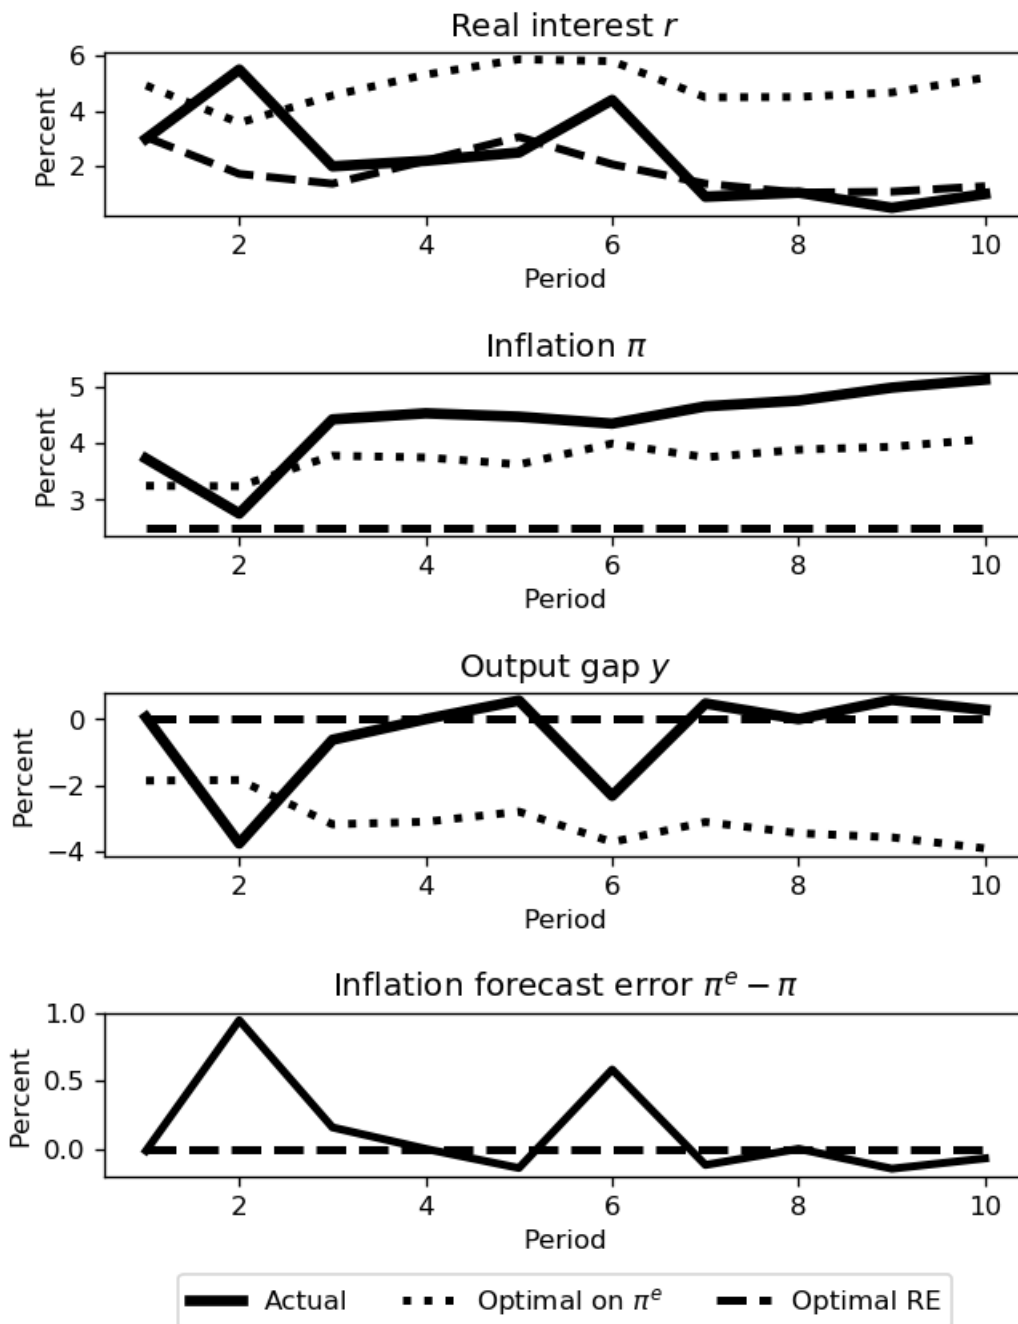 Real interest r
Percent
6
4
2
2 4 6 8 10
Period
Inflation π
Percent
5
4
3
2 4 6 8 10
Period
Output gap y
Percent
0
−2
−4
2 4 6 8 10
Period
Inflation forecast error πᵉ − π
Percent
1.0
0.5
0.0
2 4 6 8 10
Period
Actual Optimal on πᵉ Optimal RE